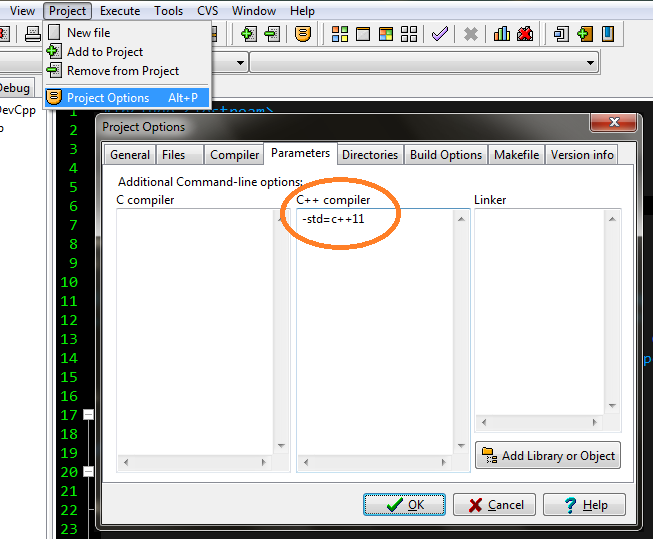 View Project Execute Tools CVS Window Help
New file
Add to Project
Remove from Project
Project Options Alt+P
Debug
DevCpp
1
2
3
4
5
6
7
8
9
10
11
12
13
14
15
16
17
18
19
20
21
22
23
Project Options
General Files Compiler Parameters Directories Build Options Makefile Version info
Additional Command-line options:
C compiler C++ compiler Linker
-std=c++11
Add Library or Object
OK Cancel Help